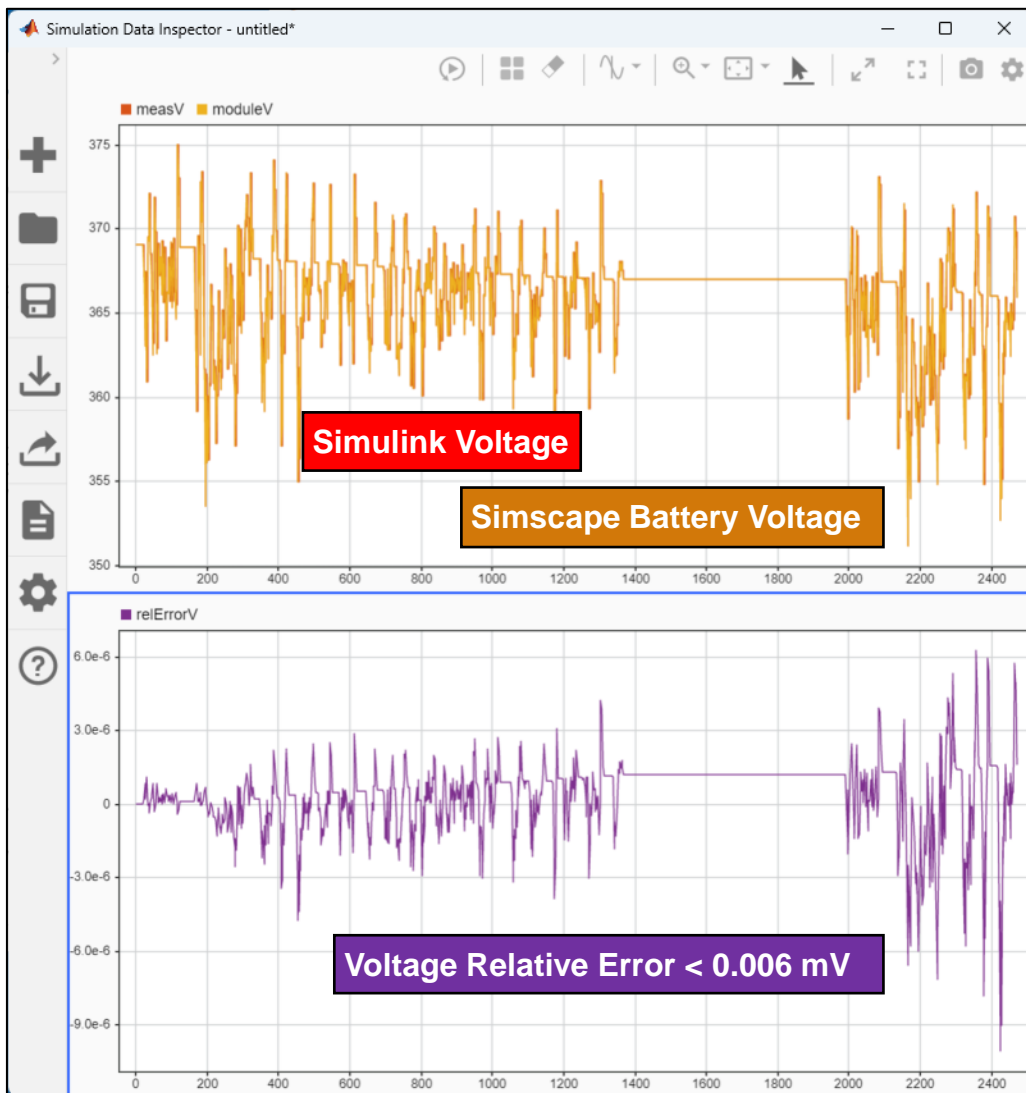 Simulation Data Inspector - untitled*
measV moduleV
375
370
365
360
355
350
0 200 400 600 800 1000 1200 1400 1600 1800 2000 2200 2400
Simulink Voltage
Simscape Battery Voltage
relErrorV
6.0e-6
3.0e-6
0
-3.0e-6
-6.0e-6
-9.0e-6
0 200 400 600 800 1000 1200 1400 1600 1800 2000 2200 2400
Voltage Relative Error < 0.006 mV